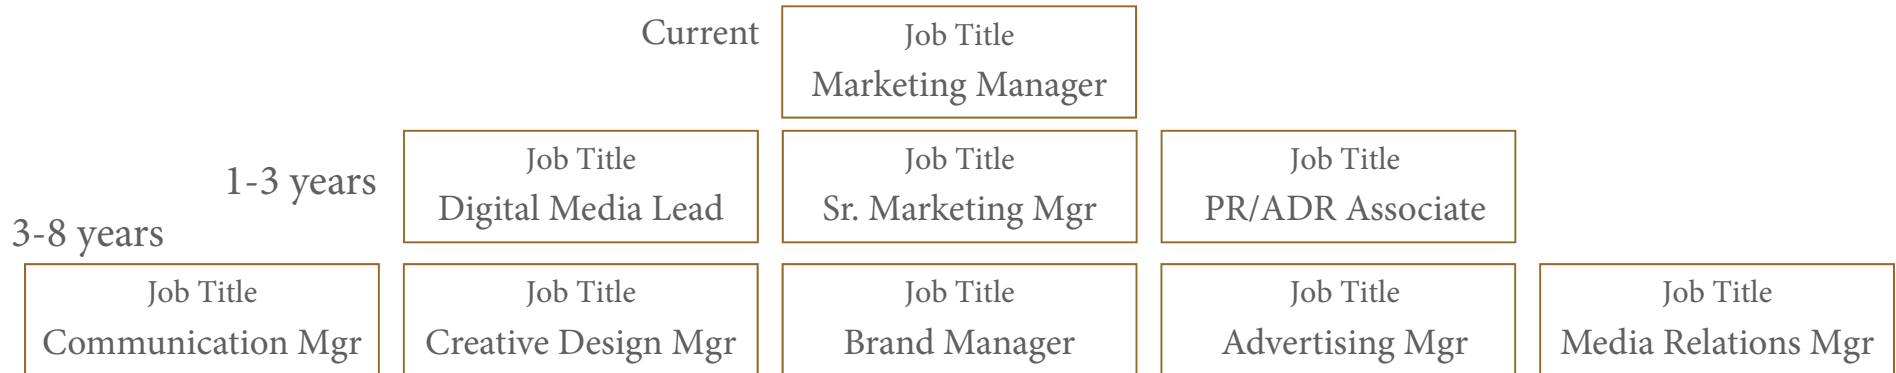 Current
Job Title
Marketing Manager
1-3 years
Job Title
Digital Media Lead
Job Title
Sr. Marketing Mgr
Job Title
PR/ADR Associate
3-8 years
Job Title
Communication Mgr
Job Title
Creative Design Mgr
Job Title
Brand Manager
Job Title
Advertising Mgr
Job Title
Media Relations Mgr